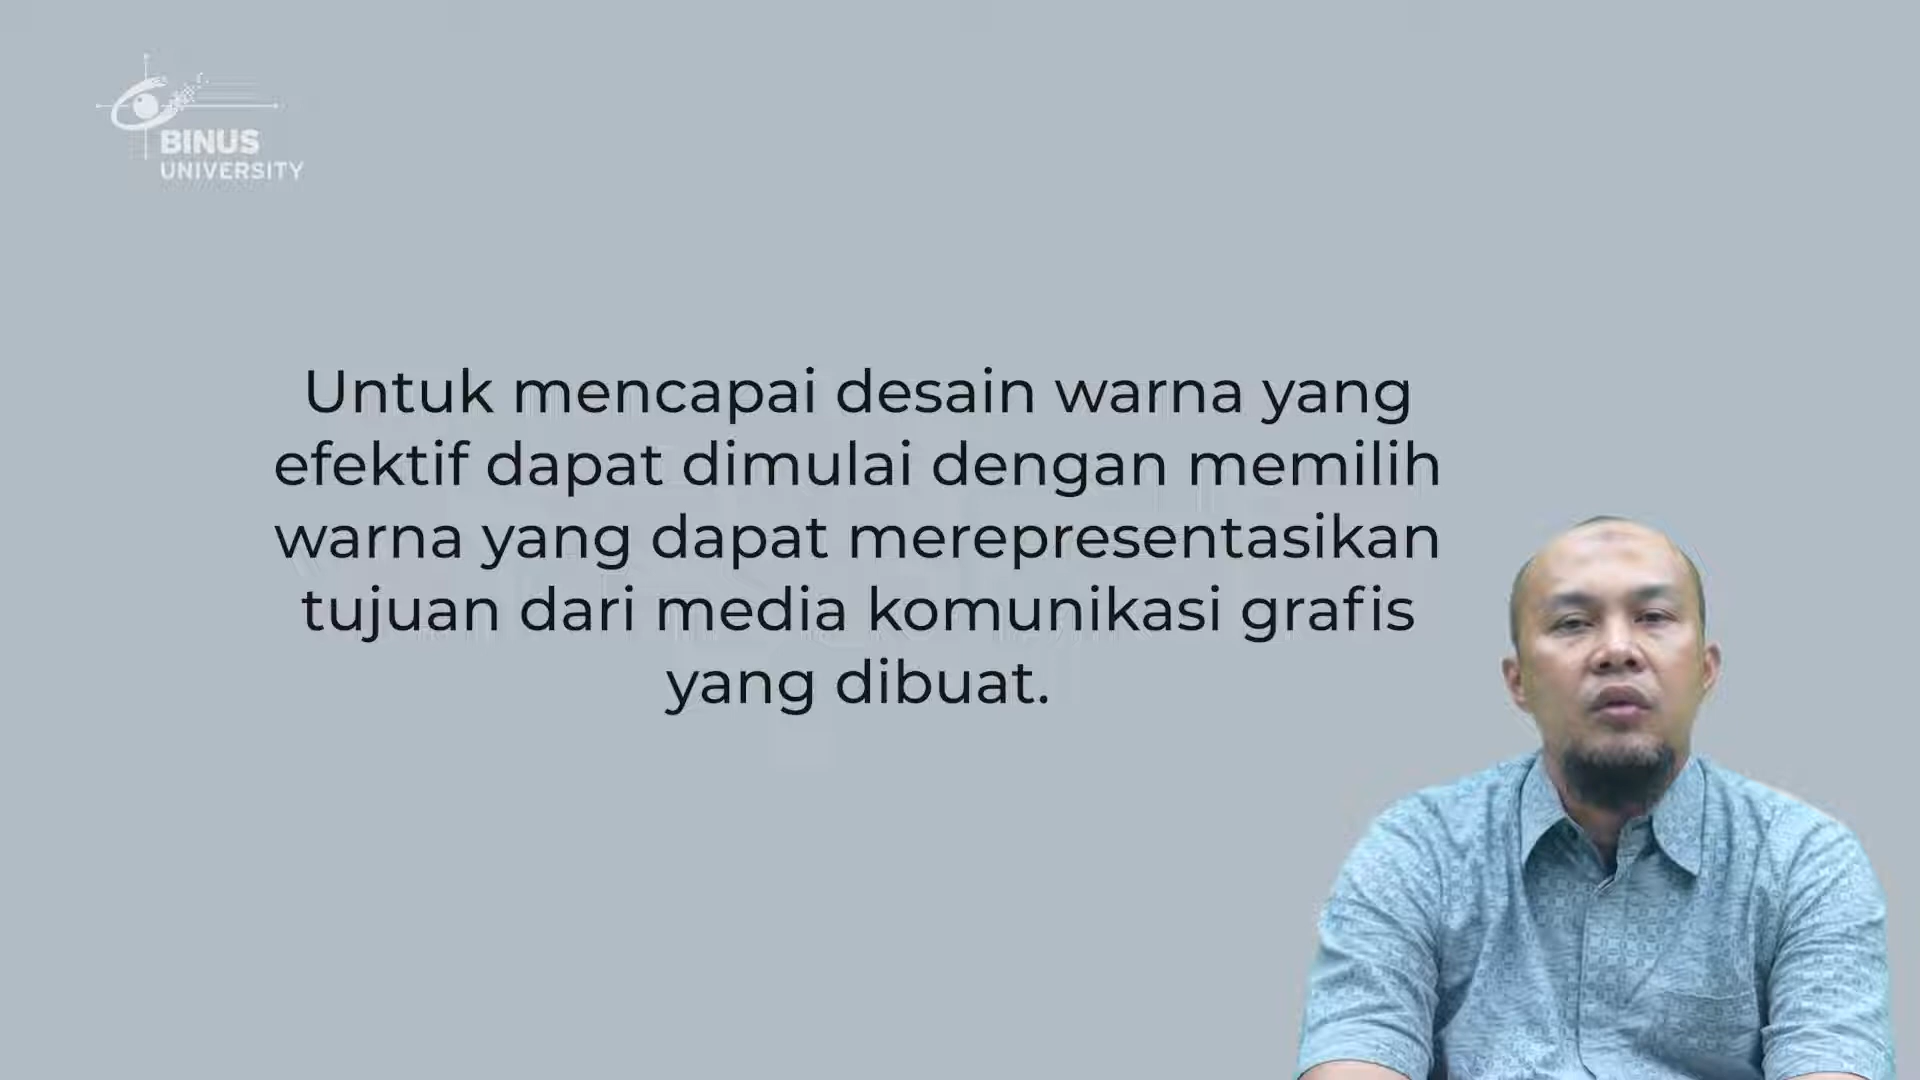 BINUS
UNIVERSITY
Untuk mencapai desain warna yang
efektif dapat dimulai dengan memilih
warna yang dapat merepresentasikan
tujuan dari media komunikasi grafis
yang dibuat.